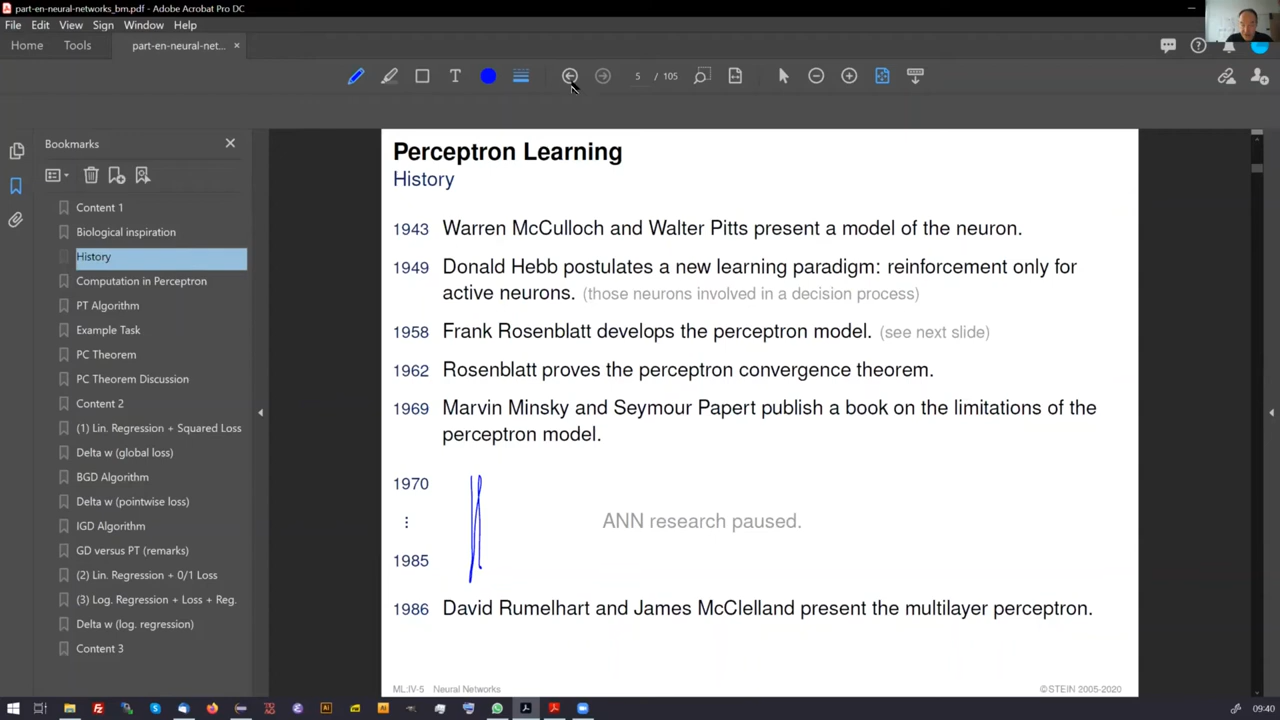 part-en-neural-networks_bm.pdf - Adobe Acrobat Pro DC
File Edit View Sign Window Help
Home Tools part-en-neural-net... ×
5 / 105
Bookmarks
Content 1
Biological inspiration
History
Computation in Perceptron
PT Algorithm
Example Task
PC Theorem
PC Theorem Discussion
Content 2
(1) Lin. Regression + Squared Loss
Delta w (global loss)
BGD Algorithm
Delta w (pointwise loss)
IGD Algorithm
GD versus PT (remarks)
(2) Lin. Regression + 0/1 Loss
(3) Log. Regression + Loss + Reg.
Delta w (log. regression)
Content 3
Perceptron Learning
History
1943 Warren McCulloch and Walter Pitts present a model of the neuron.
1949 Donald Hebb postulates a new learning paradigm: reinforcement only for
active neurons. (those neurons involved in a decision process)
1958 Frank Rosenblatt develops the perceptron model. (see next slide)
1962 Rosenblatt proves the perceptron convergence theorem.
1969 Marvin Minsky and Seymour Papert publish a book on the limitations of the
perceptron model.
1970
⋮ ANN research paused.
1985
1986 David Rumelhart and James McClelland present the multilayer perceptron.
ML:IV-5 Neural Networks ©STEIN 2005-2020
09:40